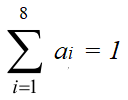 8
∑ aᵢ = 1
i=1